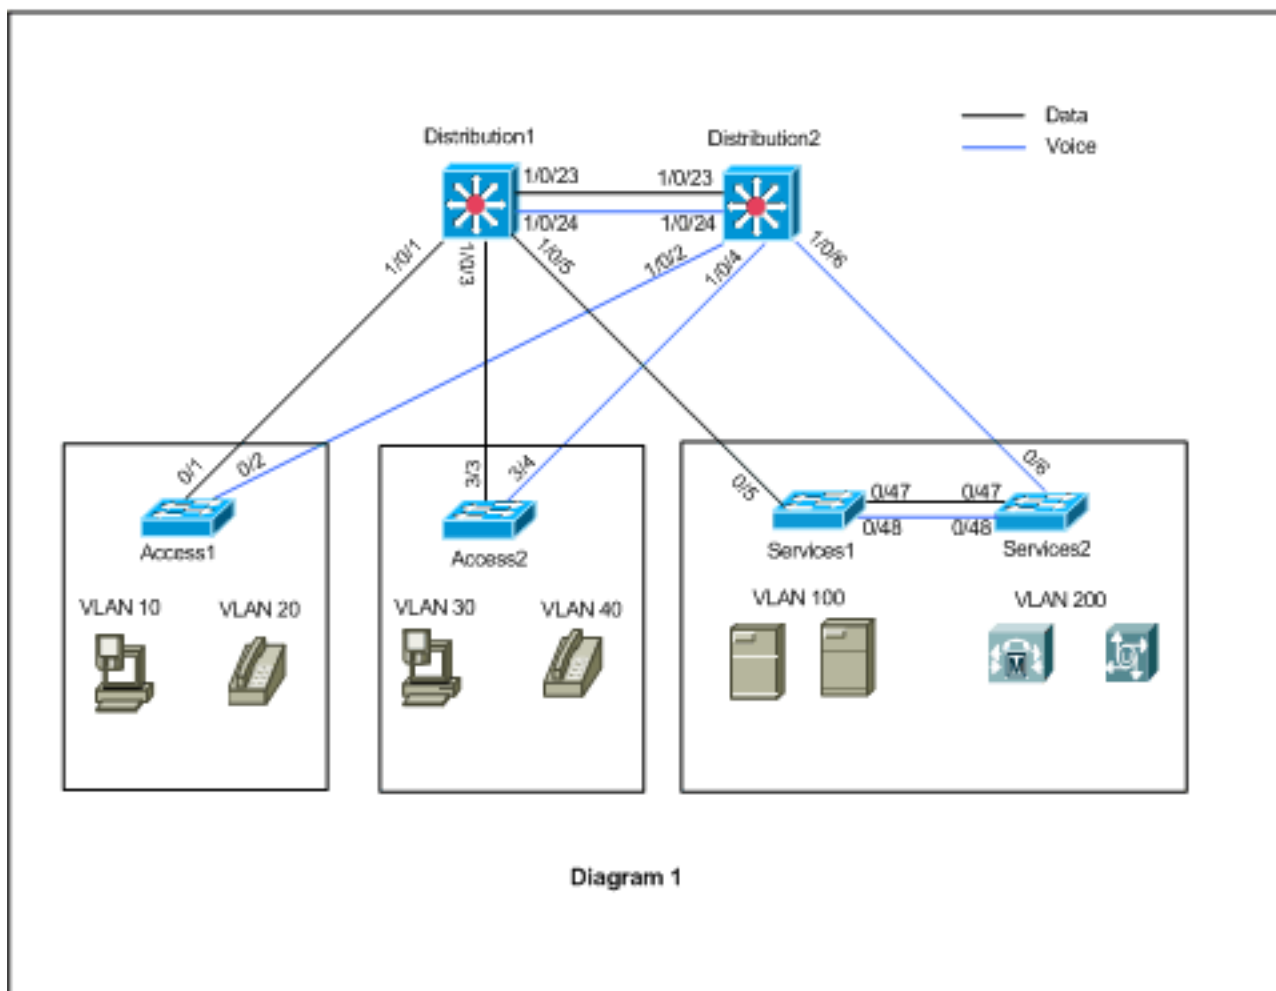 Data
Distribution1
Distribution2
Voice
1/0/23
1/0/23
1/0/24
1/0/24
1/0/1
1/0/3
1/0/5
1/0/2
1/0/4
1/0/6
0/1
0/2
3/3
3/4
0/5
0/6
0/47
0/47
0/48
0/48
Access1
Access2
Services1
Services2
VLAN 10
VLAN 20
VLAN 30
VLAN 40
VLAN 100
VLAN 200
M
Diagram 1